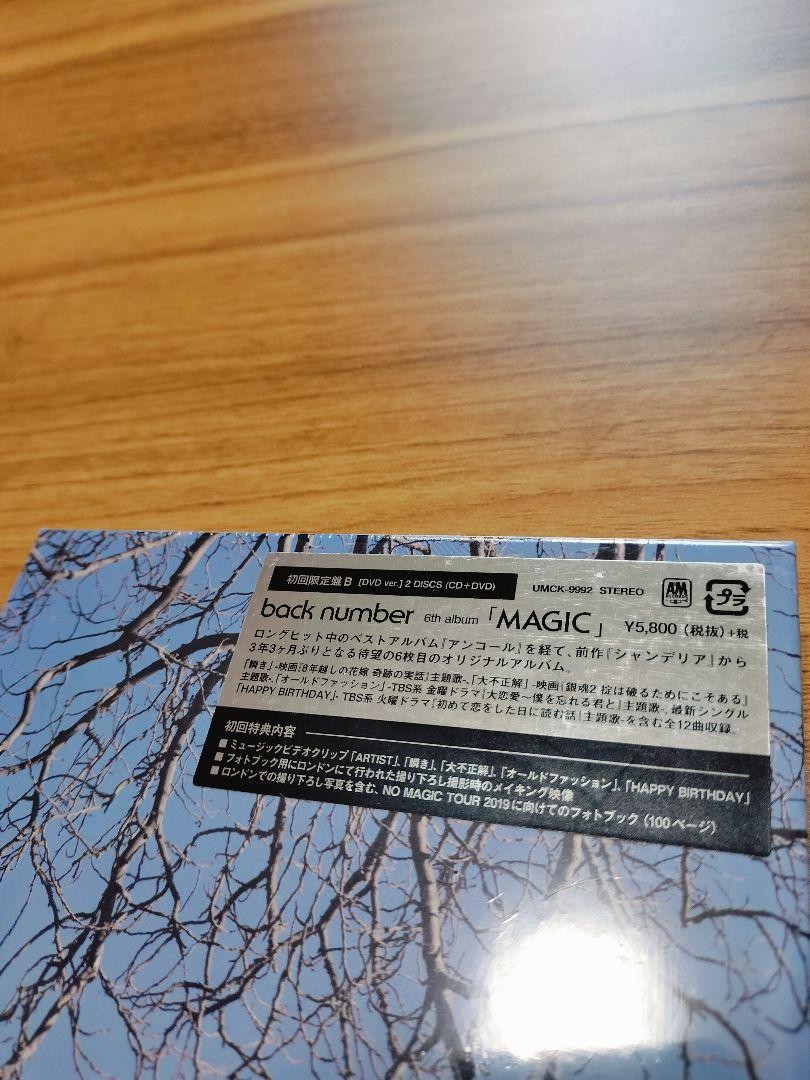 初回限定盤 B [DVD ver.] 2 DISCS (CD+DVD)
UMCK-9992 STEREO
AM
プラ
back number 6th album 「MAGIC」 ¥5,800 (税抜)+税
ロングヒット中のベストアルバム『アンコール』を経て、前作『シャンデリア』から
3年3ヶ月ぶりとなる待望の6枚目のオリジナルアルバム。
「瞬き」-映画『8年越しの花嫁 奇跡の実話』主題歌-、「大不正解」-映画『銀魂2 掟は破るためにこそある』
主題歌-、「オールドファッション」-TBS系 金曜ドラマ『大恋愛〜僕を忘れる君と』主題歌-、最新シングル
「HAPPY BIRTHDAY」- TBS系 火曜ドラマ『初めて恋をした日に読む話』主題歌-を含む全12曲収録。
初回特典内容
■ ミュージックビデオクリップ「ARTIST」、「瞬き」、「大不正解」、「オールドファッション」、「HAPPY BIRTHDAY」
■ フォトブック用にロンドンにて行われた撮り下ろし撮影時のメイキング映像
■ ロンドンでの撮り下ろし写真を含む、NO MAGIC TOUR 2019に向けてのフォトブック (100ページ)